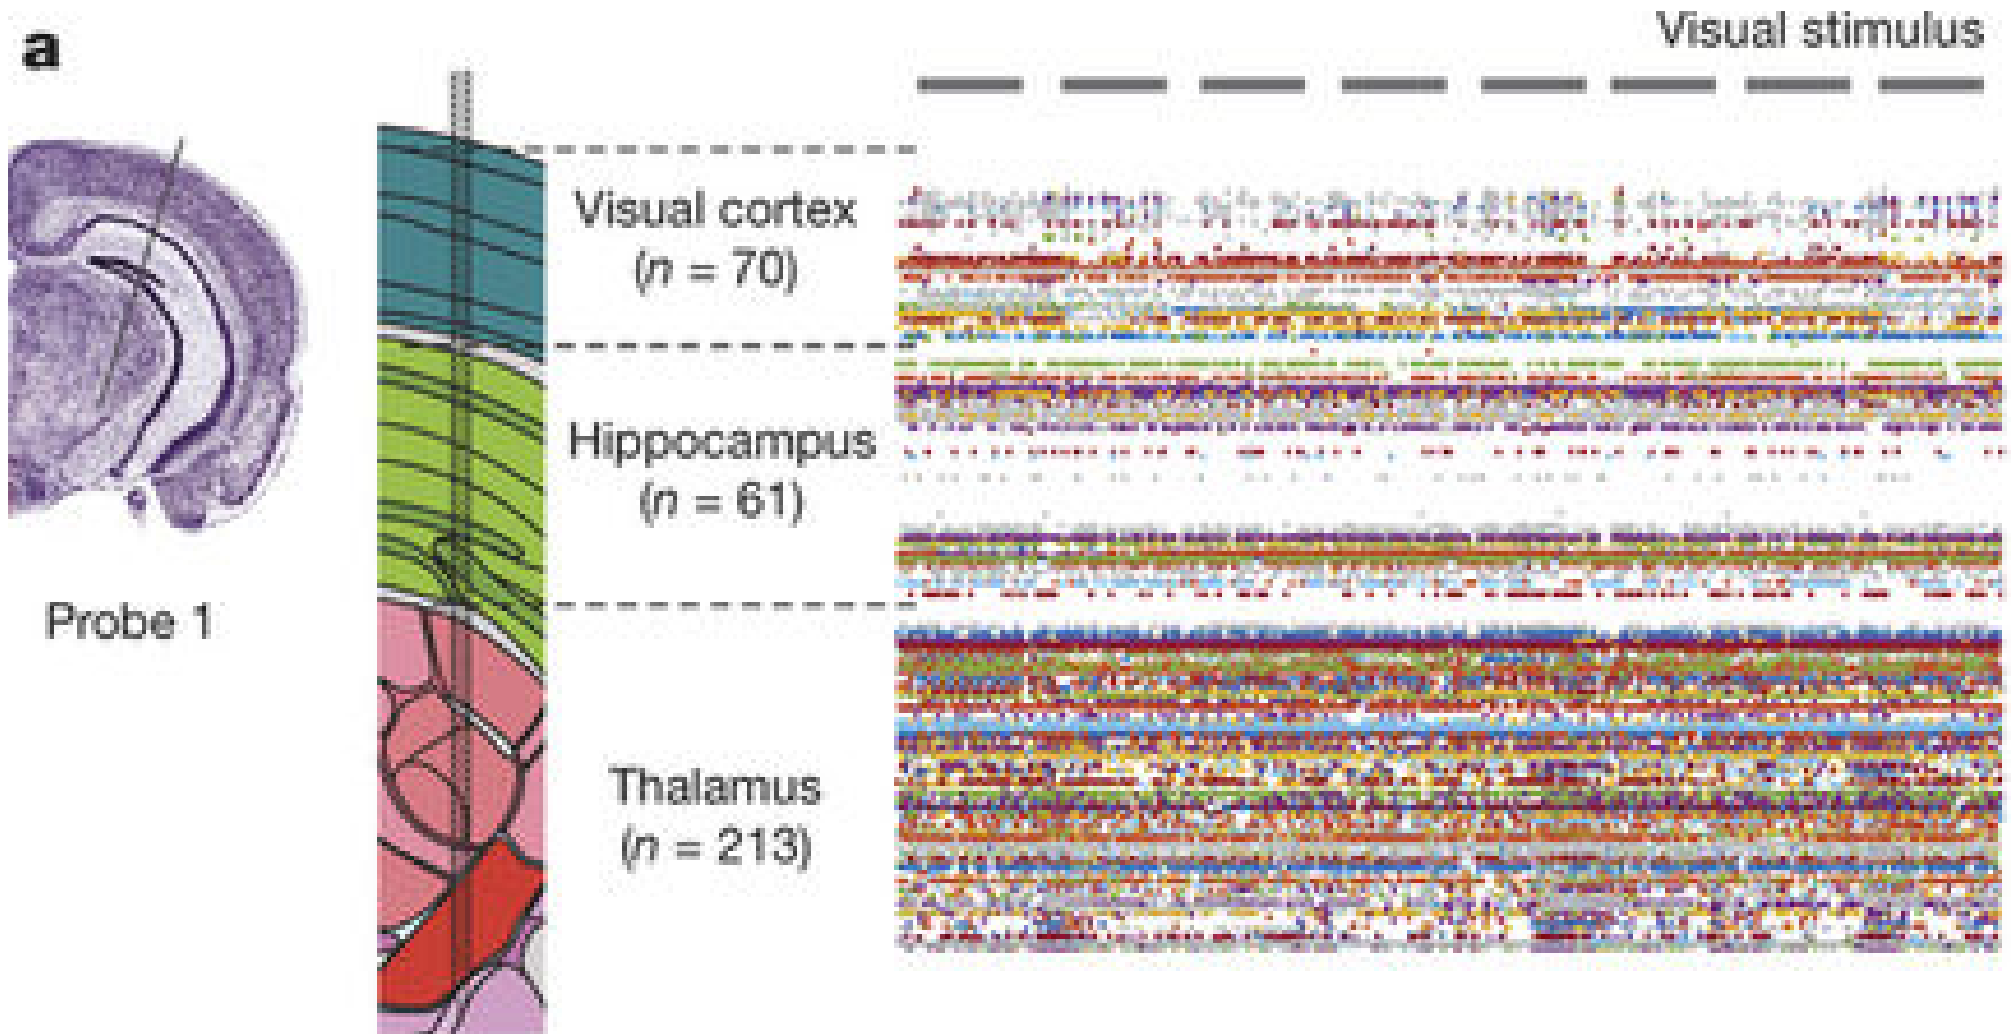 a
Visual stimulus
Visual cortex
(n = 70)
Hippocampus
(n = 61)
Probe 1
Thalamus
(n = 213)